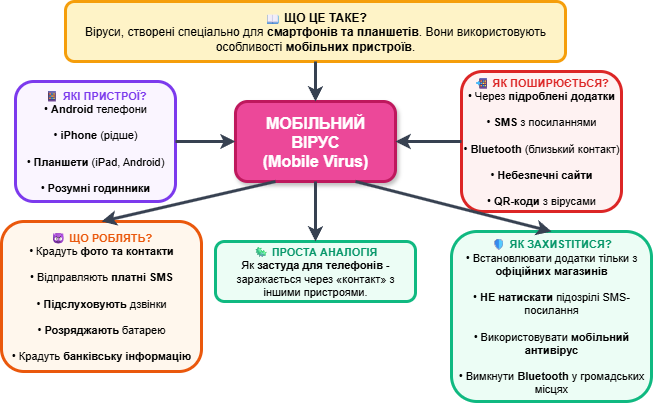 📖 ЩО ЦЕ ТАКЕ?
Віруси, створені спеціально для смартфонів та планшетів. Вони використовують
особливості мобільних пристроїв.
📱 ЯКІ ПРИСТРОЇ?
• Android телефони
• iPhone (рідше)
• Планшети (iPad, Android)
• Розумні годинники
МОБІЛЬНИЙ
ВІРУС
(Mobile Virus)
📲 ЯК ПОШИРЮЄТЬСЯ?
• Через підроблені додатки
• SMS з посиланнями
• Bluetooth (близький контакт)
• Небезпечні сайти
• QR-коди з вірусами
😈 ЩО РОБЛЯТЬ?
• Крадуть фото та контакти
• Відправляють платні SMS
• Підслуховують дзвінки
• Розряджають батарею
• Крадуть банківську інформацію
🦠 ПРОСТА АНАЛОГІЯ
Як застуда для телефонів -
заражається через «контакт» з
іншими пристроями.
🛡️ ЯК ЗАХИСТИТИСЯ?
• Встановлювати додатки тільки з
офіційних магазинів
• НЕ натискати підозрілі SMS-
посилання
• Використовувати мобільний
антивірус
• Вимкнути Bluetooth у громадських
місцях